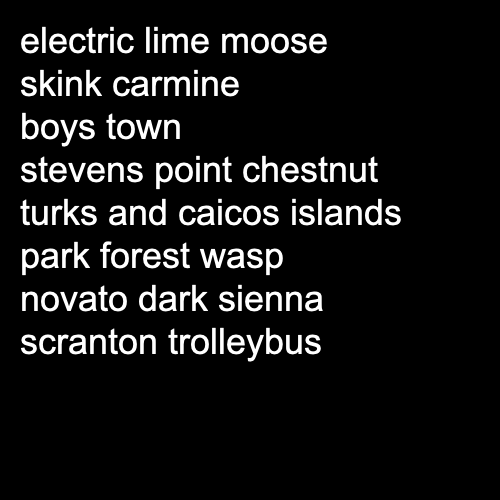 electric lime moose
skink carmine
boys town
stevens point chestnut
turks and caicos islands
park forest wasp
novato dark sienna
scranton trolleybus